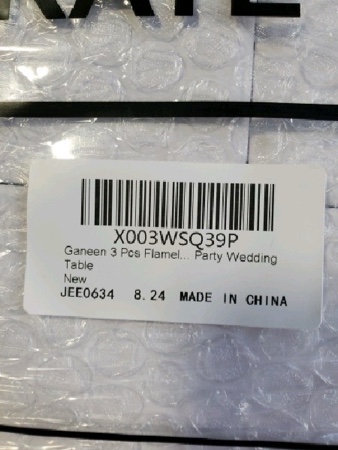 X003WSQ39P
Ganeen 3 Pcs Flamel... Party Wedding
Table
New
JEE0634 8.24 MADE IN CHINA